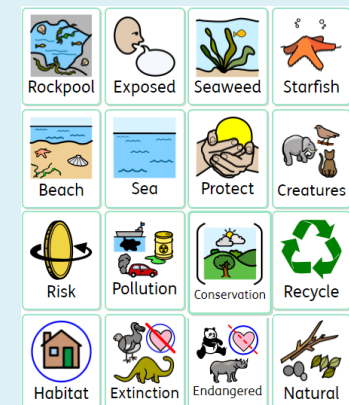 Rockpool Exposed Seaweed Starfish
Beach Sea Protect Creatures
Risk Pollution Conservation Recycle
Habitat Extinction Endangered Natural